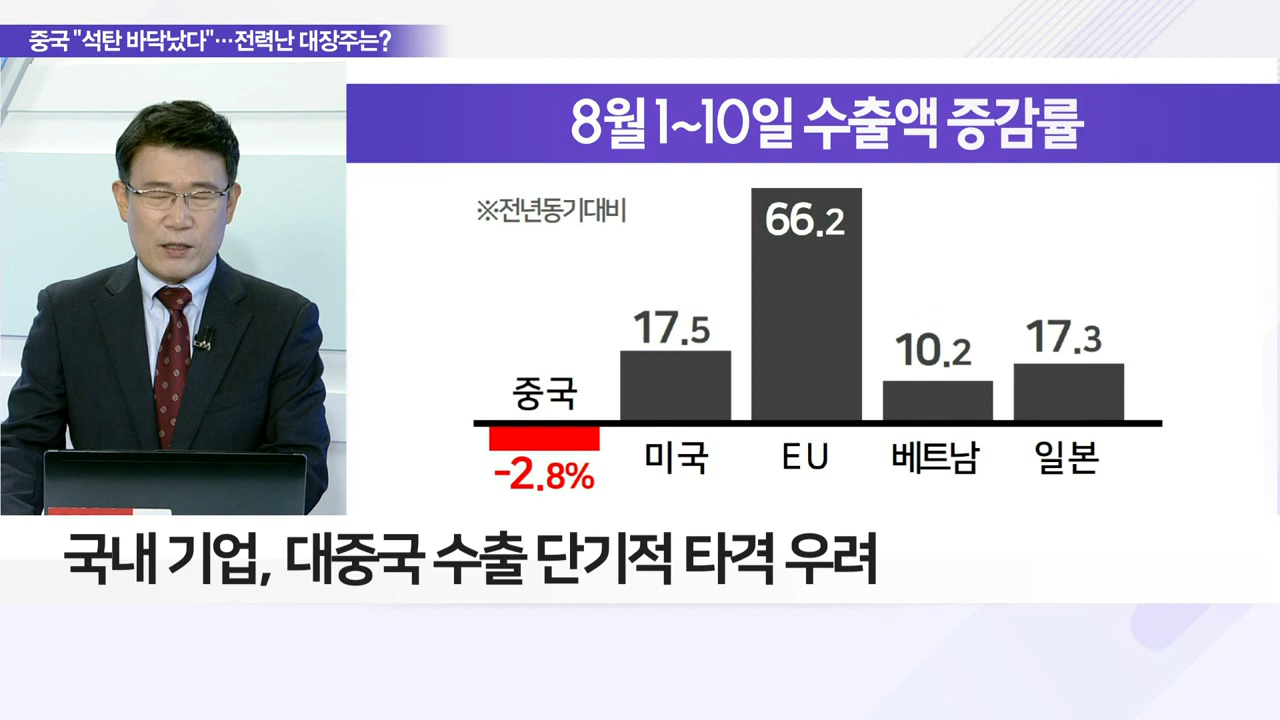 중국 "석탄 바닥났다"…전력난 대장주는?
8월 1~10일 수출액 증감률
※전년동기대비
66.2
17.5
10.2
17.3
중국
-2.8%
미국
EU
베트남
일본
국내 기업, 대중국 수출 단기적 타격 우려